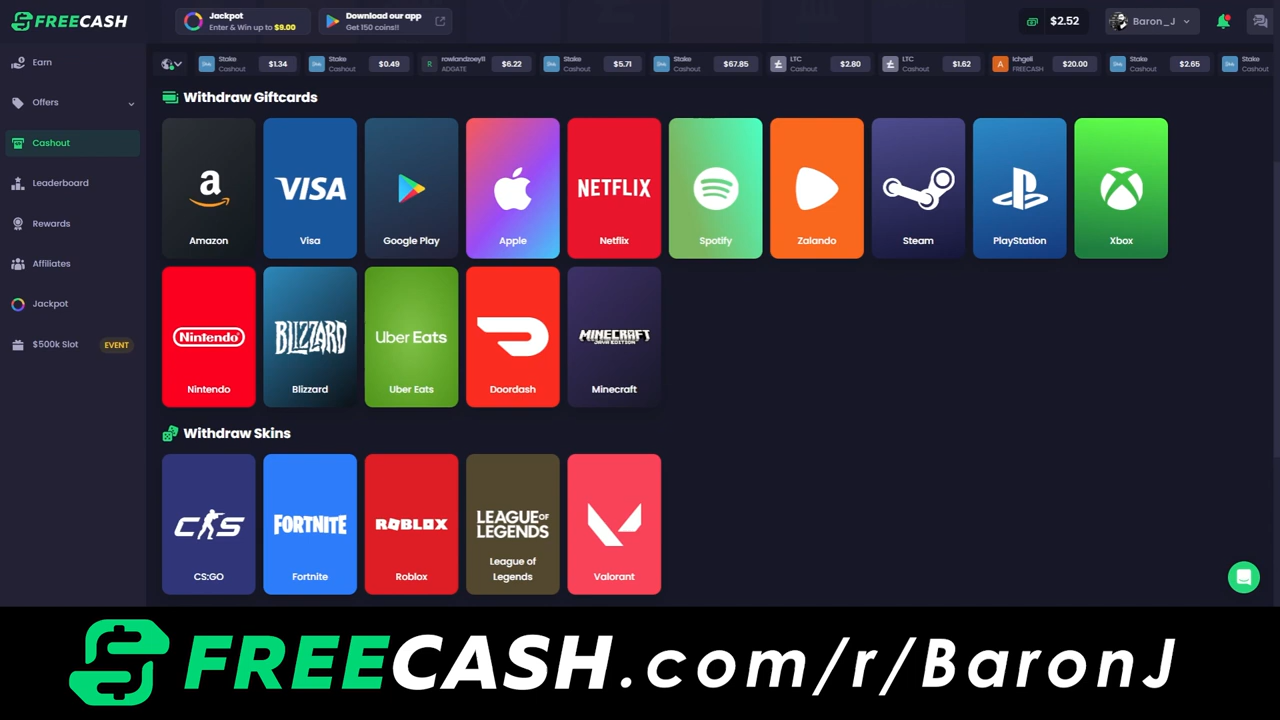 FREECASH
Jackpot
Enter & Win up to $9.00
Download our app
Get 150 coins!!
$2.52
Baron_J
Earn
Offers
Cashout
Leaderboard
Rewards
Affiliates
Jackpot
$500k Slot
EVENT
Stake
Cashout
$1.34
Stake
Cashout
$0.49
R
rowlandzoey11
ADGATE
$6.22
Stake
Cashout
$5.71
Stake
Cashout
$67.85
LTC
Cashout
$2.80
LTC
Cashout
$1.62
FREECASH
$20.00
Stake
Cashout
$2.65
Stake
Cashout
Withdraw Giftcards
a
Amazon
VISA
Visa
Google Play
Apple
NETFLIX
Netflix
Spotify
Zalando
Steam
PlayStation
Xbox
Nintendo
Nintendo
BLIZZARD
Blizzard
Uber Eats
Uber Eats
Doordash
MINECRAFT
JAVA EDITION
Minecraft
Withdraw Skins
CS
CS:GO
FORTNITE
Fortnite
ROBLOX
Roblox
LEAGUE OF
LEGENDS
League of
Legends
Valorant
FREECASH.com/r/BaronJ